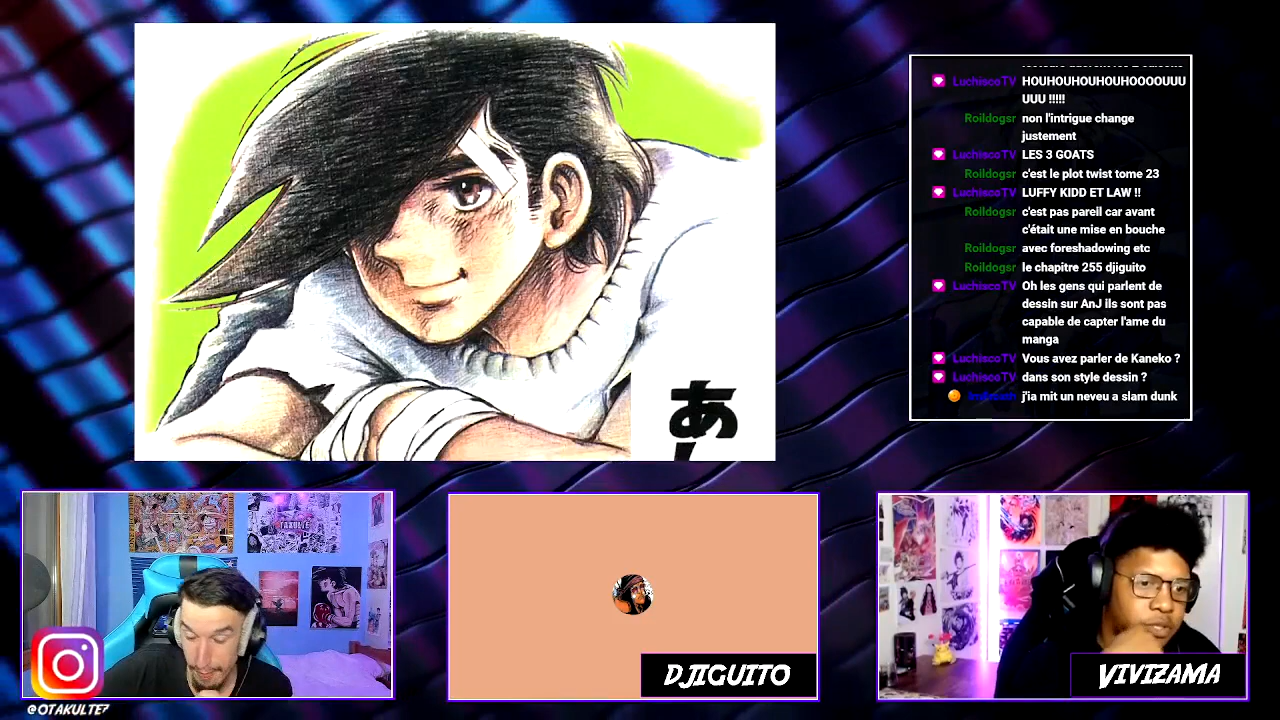 LuchiscoTV HOUHOUHOUHOUHOOOOUUU
UUU !!!!!
Roildogsr non l'intrigue change
justement
LuchiscoTV LES 3 GOATS
Roildogsr c'est le plot twist tome 23
LuchiscoTV LUFFY KIDD ET LAW !!
Roildogsr c'est pas pareil car avant
c'était une mise en bouche
Roildogsr avec foreshadowing etc
Roildogsr le chapitre 255 djiguito
LuchiscoTV Oh les gens qui parlent de
dessin sur AnJ ils sont pas
capable de capter l'ame du
manga
LuchiscoTV Vous avez parler de Kaneko ?
LuchiscoTV dans son style dessin ?
j'ia mit un neveu a slam dunk
あ
DJIGUITO
VIVIZAMA
@OTAKULTE7